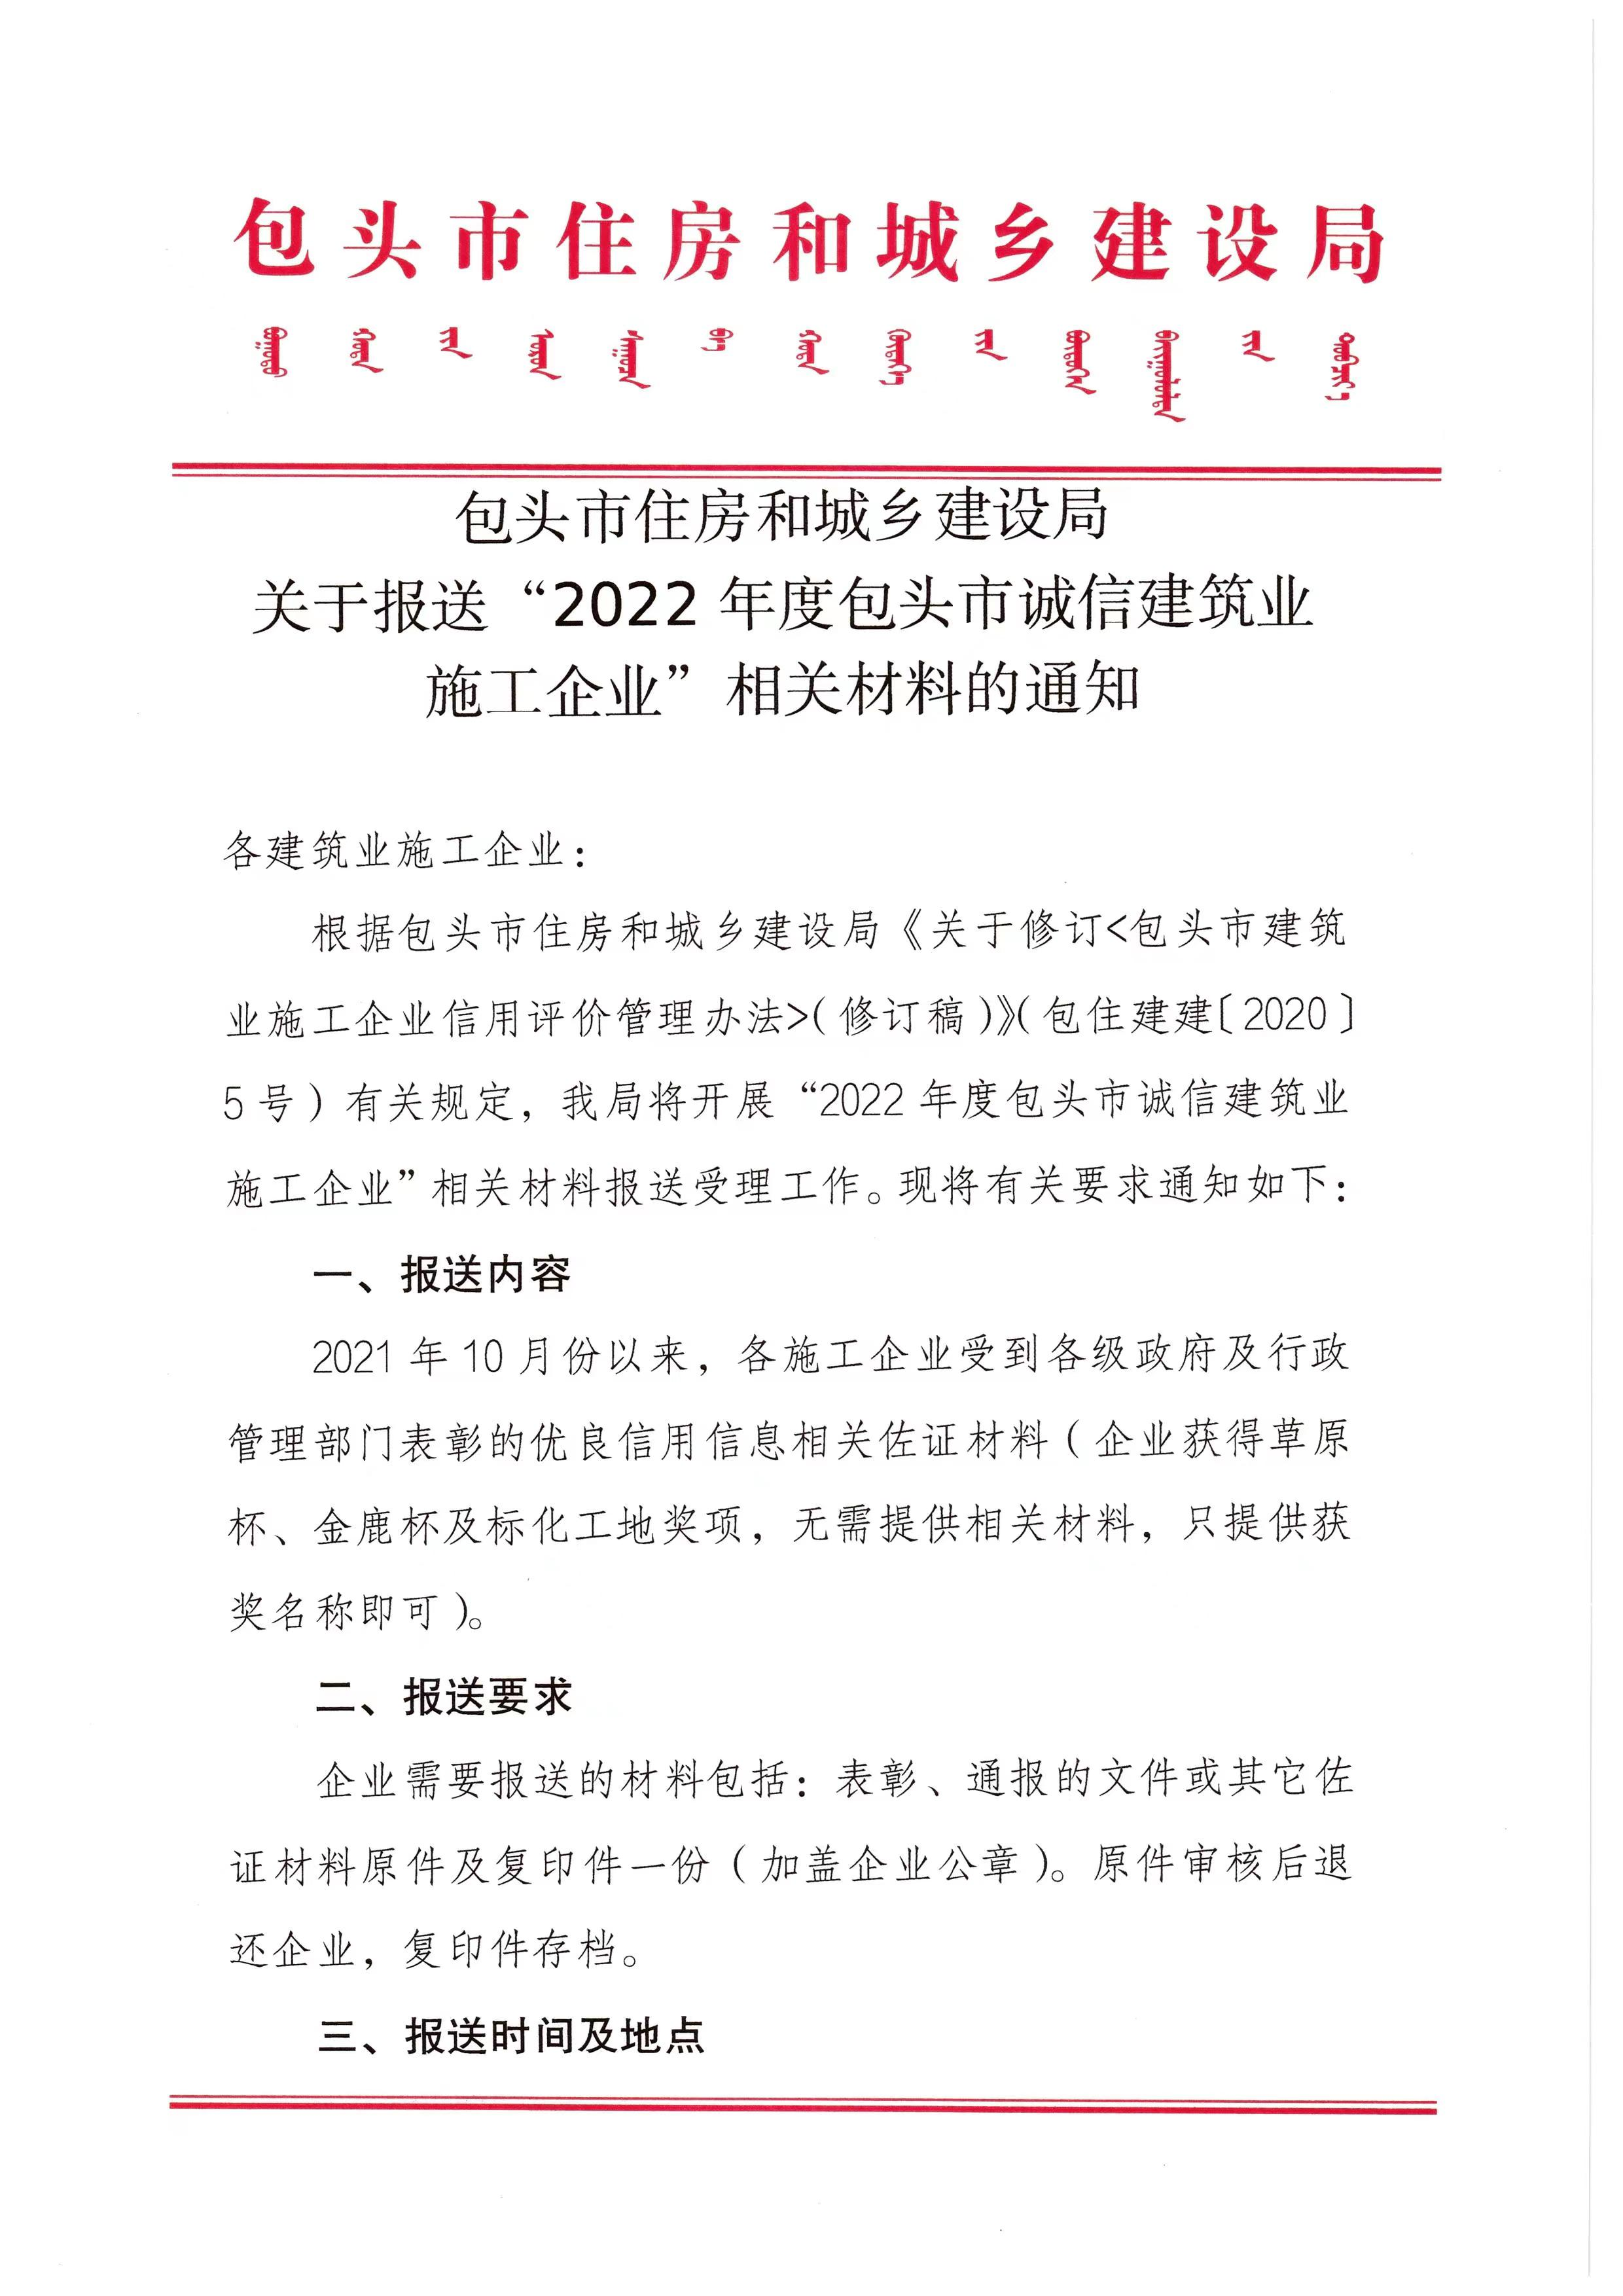 包头市住房和城乡建设局
包头市住房和城乡建设局
关于报送“2022 年度包头市诚信建筑业
施工企业”相关材料的通知
各建筑业施工企业：
根据包头市住房和城乡建设局《关于修订<包头市建筑
业施工企业信用评价管理办法>（修订稿）》（包住建建〔2020〕
5 号）有关规定，我局将开展“2022 年度包头市诚信建筑业
施工企业”相关材料报送受理工作。现将有关要求通知如下：
一、报送内容
2021 年 10 月份以来，各施工企业受到各级政府及行政
管理部门表彰的优良信用信息相关佐证材料（企业获得草原
杯、金鹿杯及标化工地奖项，无需提供相关材料，只提供获
奖名称即可）。
二、报送要求
企业需要报送的材料包括：表彰、通报的文件或其它佐
证材料原件及复印件一份（加盖企业公章）。原件审核后退
还企业，复印件存档。
三、报送时间及地点